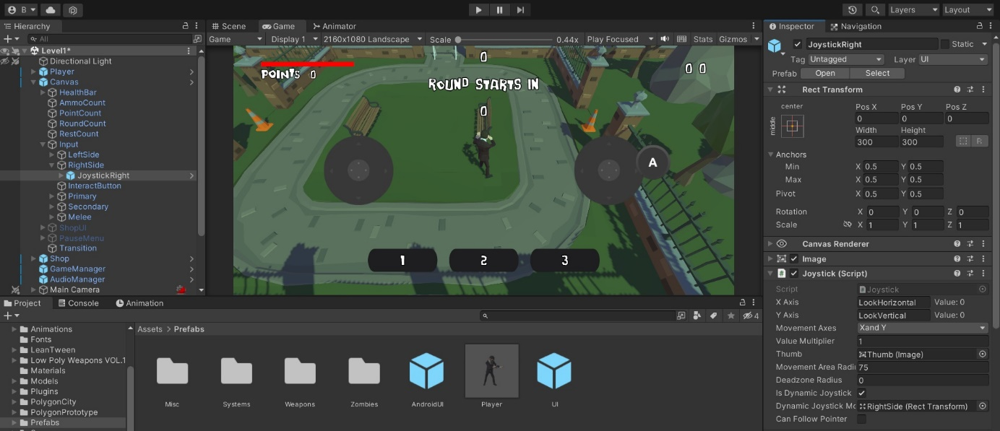 B
Layers
Layout
Hierarchy
All
Level1*
Directional Light
Player
Canvas
HealthBar
AmmoCount
PointCount
RoundCount
RestCount
Input
LeftSide
RightSide
JoystickRight
InteractButton
Primary
Secondary
Melee
ShopUI
PauseMenu
Transition
Shop
GameManager
AudioManager
Main Camera
Scene
Game
Animator
Game
Display 1
2160x1080 Landscape
Scale
0.44x
Play Focused
Stats
Gizmos
0
POINTS 0
0 0
ROUND STARTS IN
0
A
1
2
3
Inspector
Navigation
JoystickRight
Static
Tag
Untagged
Layer
UI
Prefab
Open
Select
Rect Transform
center
middle
Pos X
Pos Y
Pos Z
0
0
0
Width
Height
300
300
R
Anchors
Min
X 0.5
Y 0.5
Max
X 0.5
Y 0.5
Pivot
X 0.5
Y 0.5
Rotation
X 0
Y 0
Z 0
Scale
X 1
Y 1
Z 1
Canvas Renderer
Image
# Joystick (Script)
Script
Joystick
X Axis
LookHorizontal
Value: 0
Y Axis
LookVertical
Value: 0
Movement Axes
Xand Y
Value Multiplier
1
Thumb
Thumb (Image)
Movement Area Radi
75
Deadzone Radius
0
Is Dynamic Joystick
Dynamic Joystick Mo
RightSide (Rect Transform)
Can Follow Pointer
Project
Console
Animation
4
Animations
Fonts
LeanTween
Low Poly Weapons VOL.1
Materials
Models
Plugins
PolygonCity
PolygonPrototype
Prefabs
Assets > Prefabs
Misc
Systems
Weapons
Zombies
AndroidUI
Player
UI